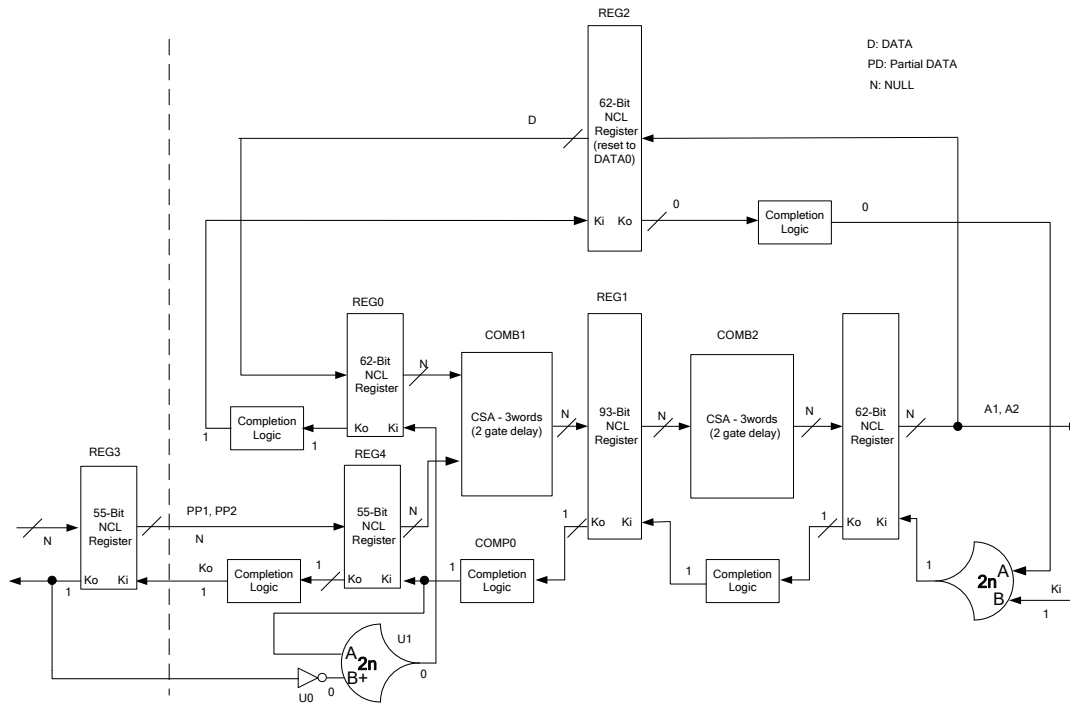 REG2
D: DATA
PD: Partial DATA
N: NULL
62-Bit
NCL
Register
(reset to
DATA0)
D
Ki Ko
0
Completion
Logic
0
REG0
62-Bit
NCL
Register
Ko Ki
N
Completion
Logic
1
1
COMB1
CSA - 3words
(2 gate delay)
N
REG1
93-Bit
NCL
Register
Ko Ki
N
COMB2
CSA - 3words
(2 gate delay)
N
62-Bit
NCL
Register
Ko Ki
N
A1, A2
REG3
55-Bit
NCL
Register
Ko Ki
N
1
PP1, PP2
N
Ko
1
Completion
Logic
1
REG4
55-Bit
NCL
Register
Ko Ki
N
1
COMP0
Completion
Logic
1
1
Completion
Logic
1
1
A
2n
B
Ki
1
U1
A
2n
B+
0
U0
0